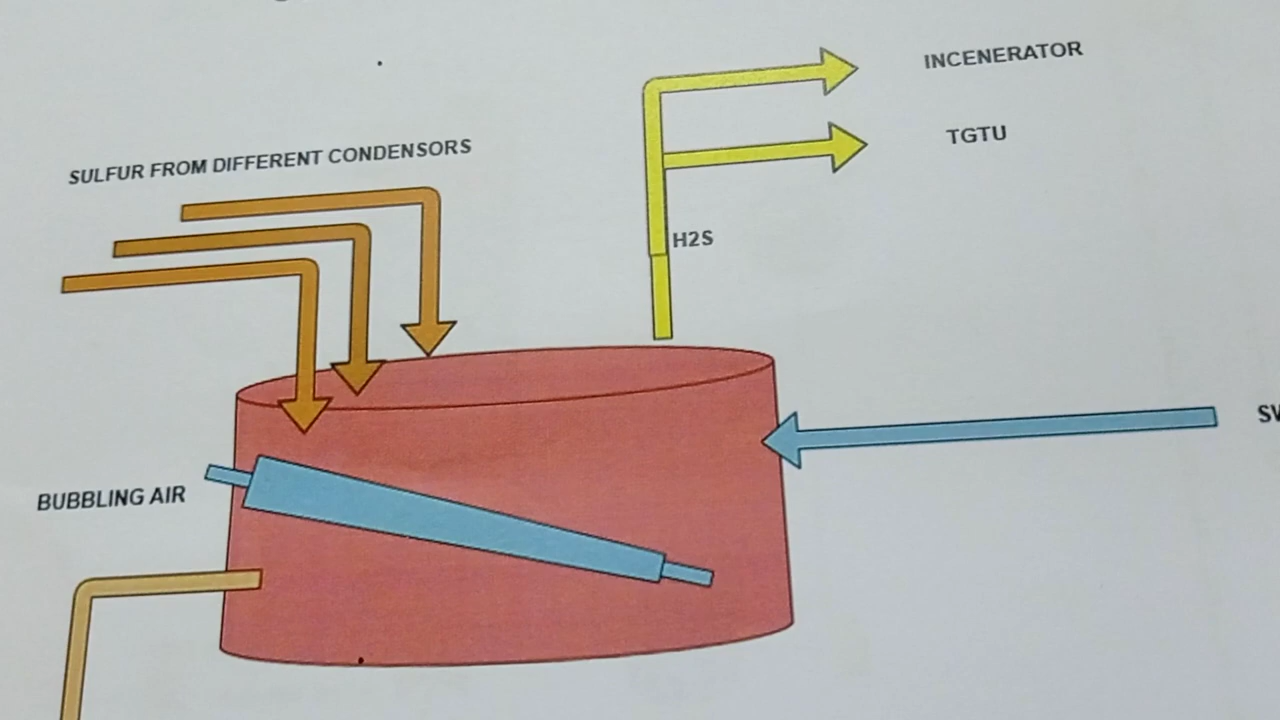 INCENERATOR
TGTU
SULFUR FROM DIFFERENT CONDENSORS
H2S
BUBBLING AIR